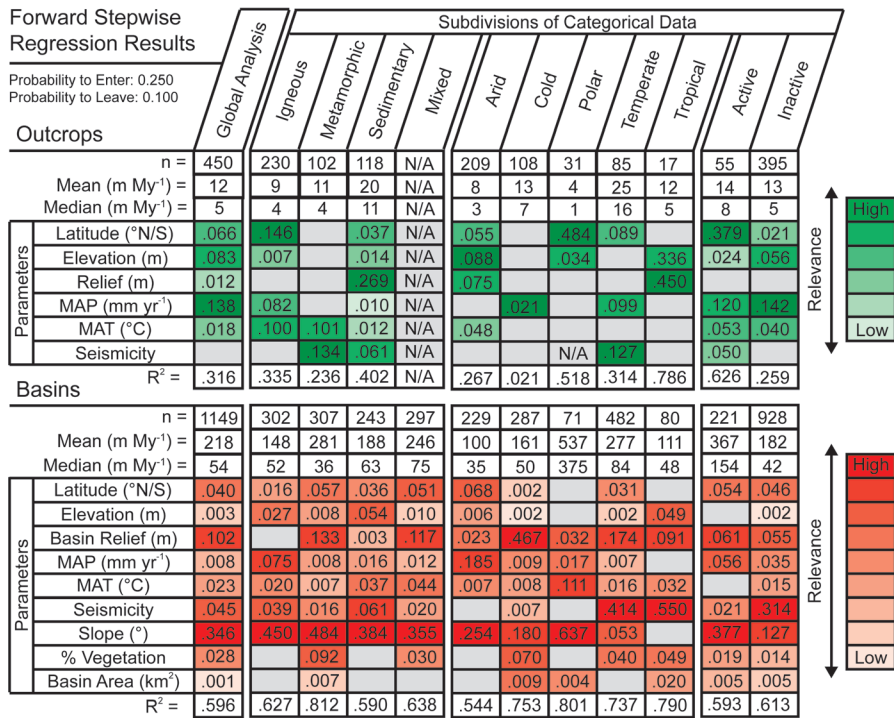 Forward Stepwise
Regression Results
Probability to Enter: 0.250
Probability to Leave: 0.100
Subdivisions of Categorical Data
Global Analysis Igneous Metamorphic Sedimentary Mixed Arid Cold Polar Temperate Tropical Active Inactive
Outcrops
n = 450 230 102 118 N/A 209 108 31 85 17 55 395
Mean (m My⁻¹) = 12 9 11 20 N/A 8 13 4 25 12 14 13
Median (m My⁻¹) = 5 4 4 11 N/A 3 7 1 16 5 8 5
Parameters
Latitude (°N/S) .066 .146 .037 N/A .055 .484 .089 .379 .021
Elevation (m) .083 .007 .014 N/A .088 .034 .336 .024 .056
Relief (m) .012 .269 N/A .075 .450
MAP (mm yr⁻¹) .138 .082 .010 N/A .021 .099 .120 .142
MAT (°C) .018 .100 .101 .012 N/A .048 .053 .040
Seismicity .134 .061 N/A N/A .127 .050
R² = .316 .335 .236 .402 N/A .267 .021 .518 .314 .786 .626 .259
Relevance
High
Low
Basins
n = 1149 302 307 243 297 229 287 71 482 80 221 928
Mean (m My⁻¹) = 218 148 281 188 246 100 161 537 277 111 367 182
Median (m My⁻¹) = 54 52 36 63 75 35 50 375 84 48 154 42
Parameters
Latitude (°N/S) .040 .016 .057 .036 .051 .068 .002 .031 .054 .046
Elevation (m) .003 .027 .008 .054 .010 .006 .002 .002 .049 .002
Basin Relief (m) .102 .133 .003 .117 .023 .467 .032 .174 .091 .061 .055
MAP (mm yr⁻¹) .008 .075 .008 .016 .012 .185 .009 .017 .007 .056 .035
MAT (°C) .023 .020 .007 .037 .044 .007 .008 .111 .016 .032 .015
Seismicity .045 .039 .016 .061 .020 .007 .414 .550 .021 .314
Slope (°) .346 .450 .484 .384 .355 .254 .180 .637 .053 .377 .127
% Vegetation .028 .092 .030 .070 .040 .049 .019 .014
Basin Area (km²) .001 .007 .009 .004 .020 .005 .005
R² = .596 .627 .812 .590 .638 .544 .753 .801 .737 .790 .593 .613
Relevance
High
Low